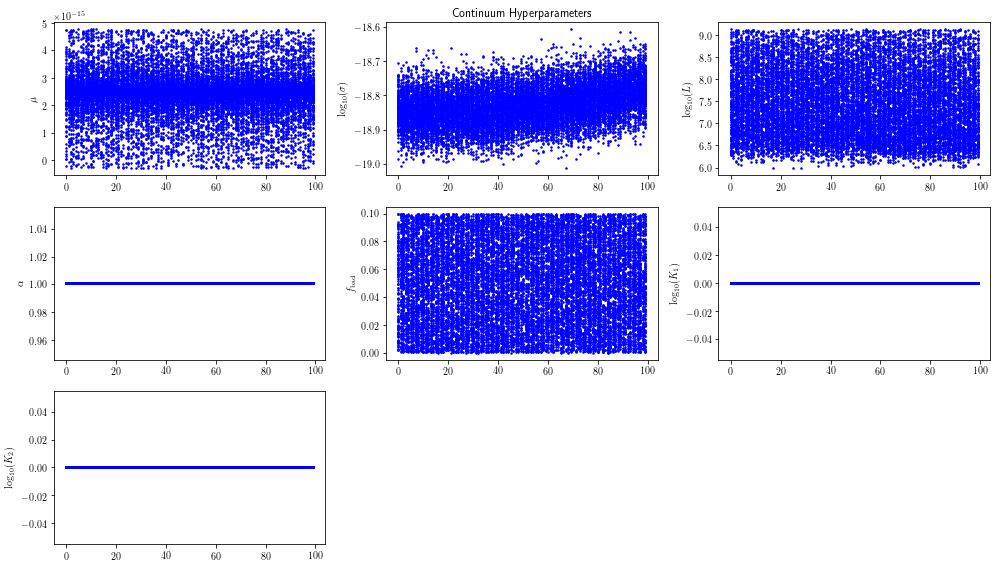 Continuum Hyperparameters
×10⁻¹⁵
5
4
3
2
1
0
μ
0 20 40 60 80 100
−18.6
−18.7
−18.8
−18.9
−19.0
log₁₀(σ)
0 20 40 60 80 100
9.0
8.5
8.0
7.5
7.0
6.5
6.0
log₁₀(L)
0 20 40 60 80 100
1.04
1.02
1.00
0.98
0.96
α
0 20 40 60 80 100
0.10
0.08
0.06
0.04
0.02
0.00
f_bad
0 20 40 60 80 100
0.04
0.02
0.00
−0.02
−0.04
log₁₀(K₁)
0 20 40 60 80 100
0.04
0.02
0.00
−0.02
−0.04
log₁₀(K₂)
0 20 40 60 80 100